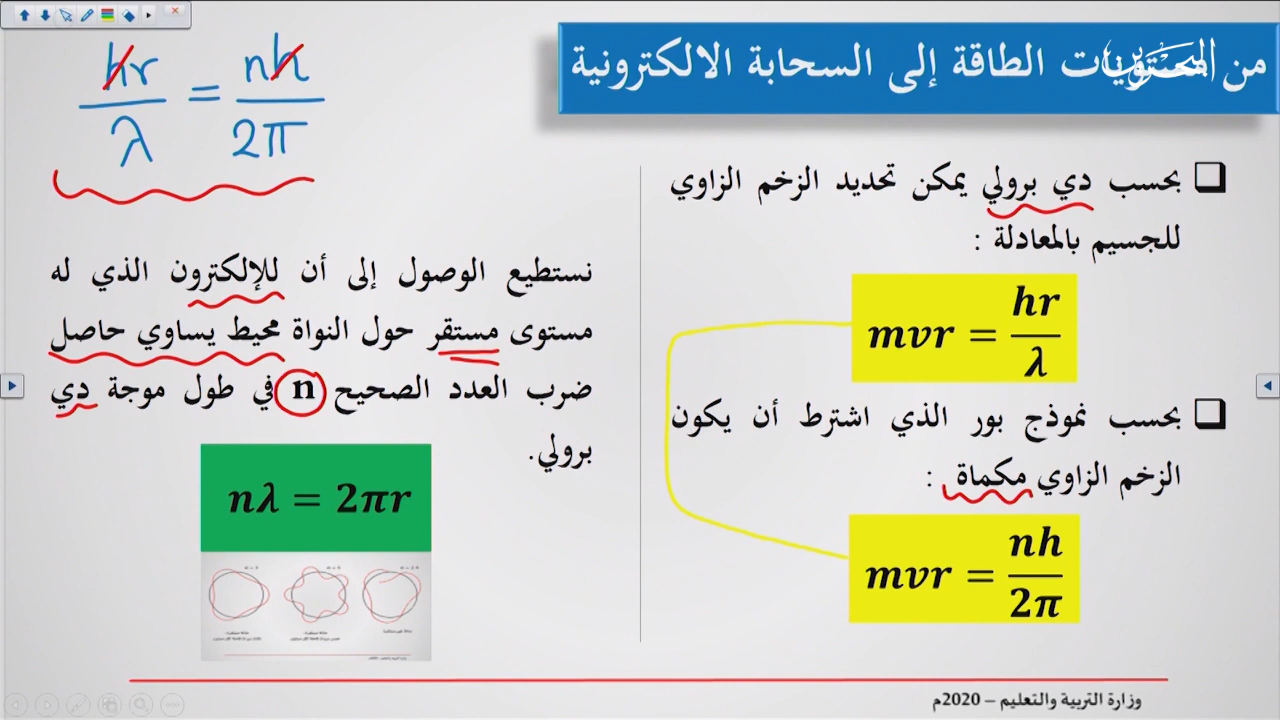 من محتويات الطاقة إلى السحابة الالكترونية
البحرين
بحسب دي برولي يمكن تحديد الزخم الزاوي
للجسيم بالمعادلة :
mvr = hr/λ
بحسب نموذج بور الذي اشترط أن يكون
الزخم الزاوي مكماة :
mvr = nh/2π
hr/λ = nh/2π
نستطيع الوصول إلى أن للإلكترون الذي له
مستوى مستقر حول النواة محيط يساوي حاصل
ضرب العدد الصحيح n في طول موجة دي
برولي.
nλ = 2πr
وزارة التربية والتعليم – 2020م